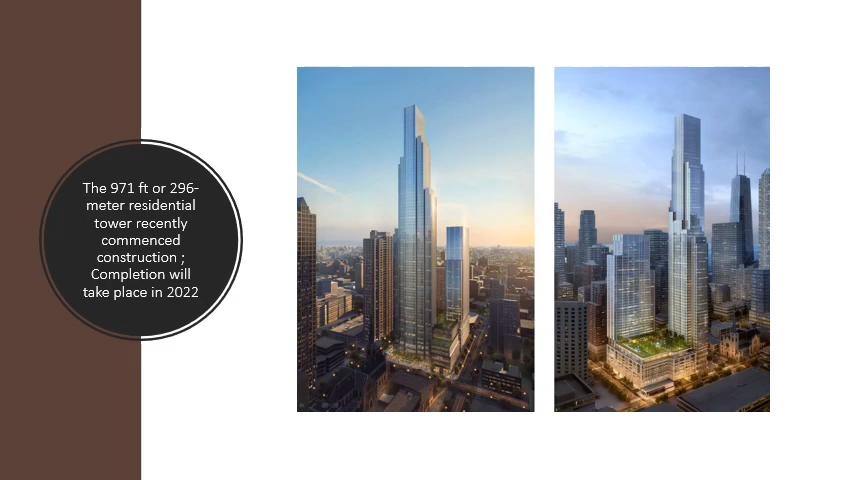 The 971 ft or 296-
meter residential
tower recently
commenced
construction ;
Completion will
take place in 2022